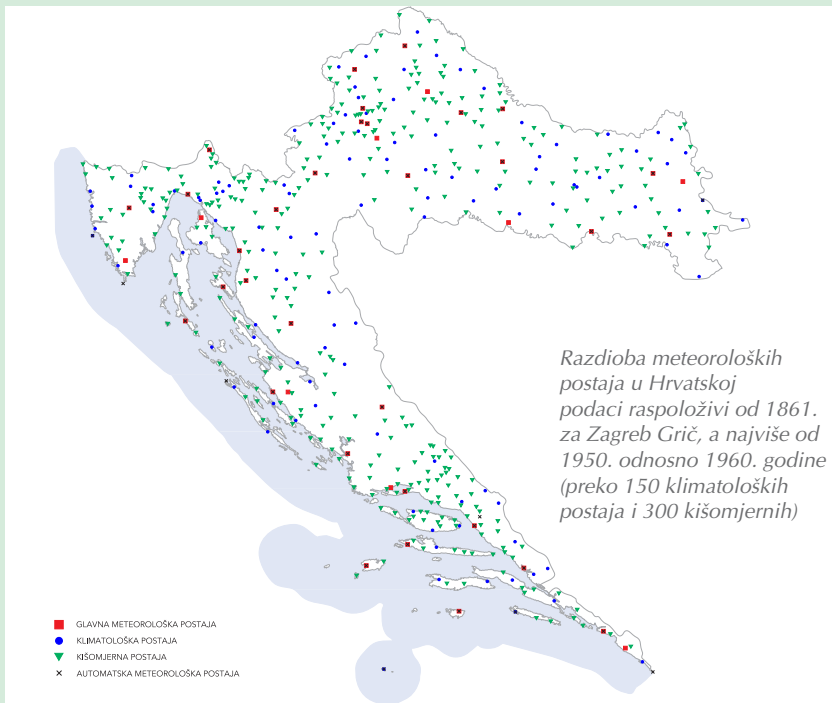 Razdioba meteoroloških
postaja u Hrvatskoj
podaci raspoloživi od 1861.
za Zagreb Grič, a najviše od
1950. odnosno 1960. godine
(preko 150 klimatoloških
postaja i 300 kišomjernih)
GLAVNA METEOROLOŠKA POSTAJA
KLIMATOLOŠKA POSTAJA
KIŠOMJERNA POSTAJA
AUTOMATSKA METEOROLOŠKA POSTAJA